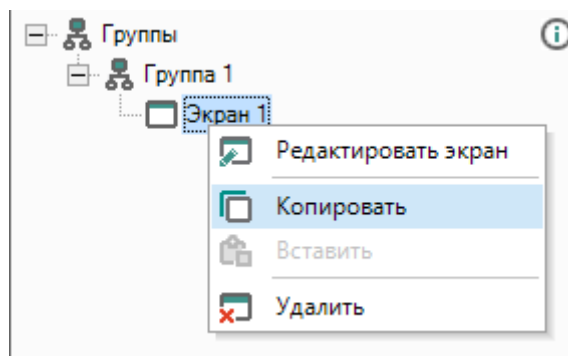 Группы
Группа 1
Экран 1
Редактировать экран
Копировать
Вставить
Удалить